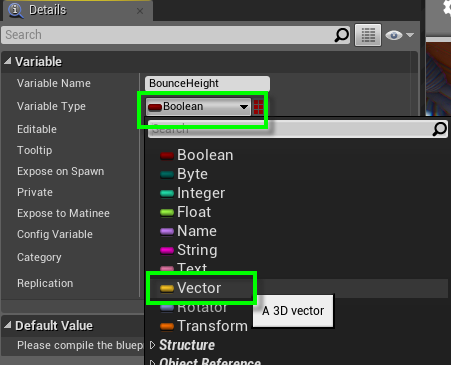 Details
Search
Variable
Variable Name BounceHeight
Variable Type Boolean
Editable
Search
Tooltip
Boolean
Expose on Spawn
Byte
Private
Integer
Expose to Matinee
Float
Config Variable
Name
Category
String
Replication
Text
Vector
Rotator
A 3D vector
Default Value
Transform
Please compile the bluep
Structure
Object Reference